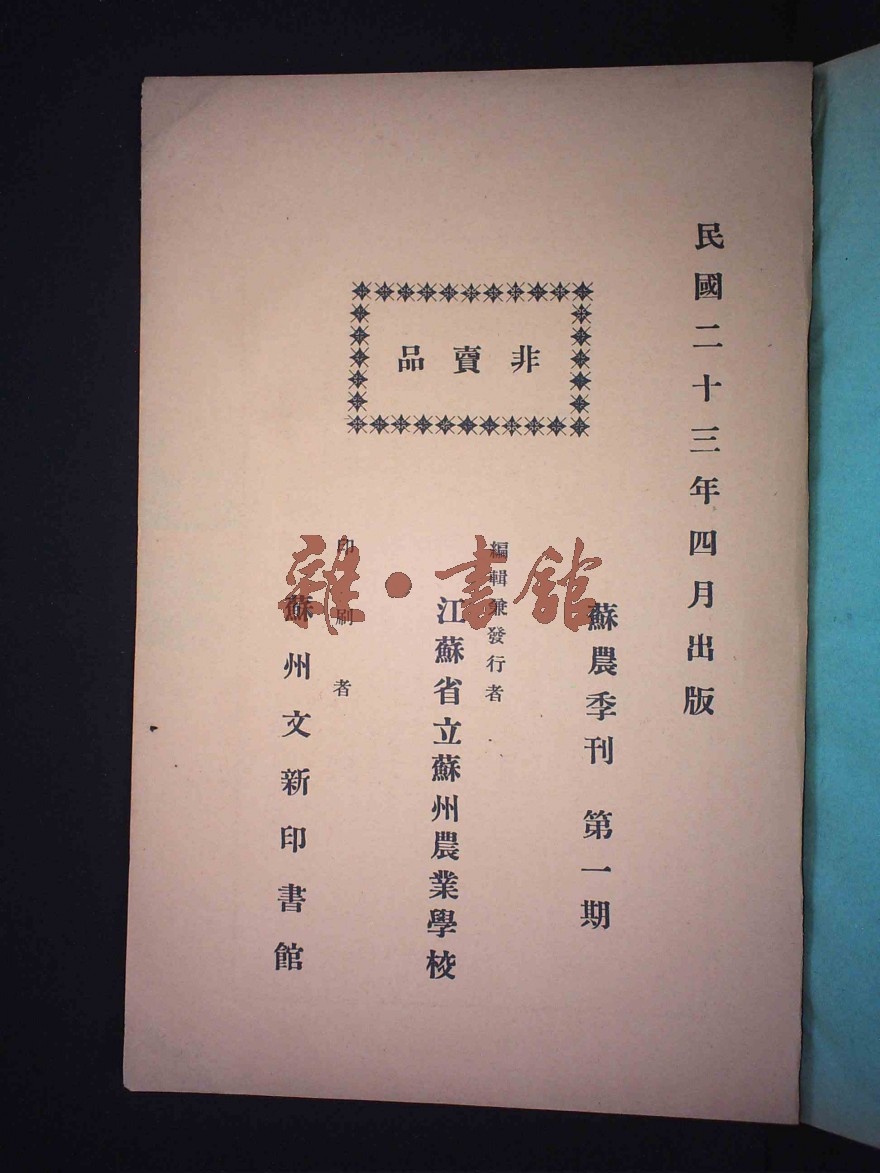 民國二十三年四月出版
蘇農季刊 第一期
非賣品
編輯兼發行者
江蘇省立蘇州農業學校
印刷者
蘇州文新印書館
雜·書館